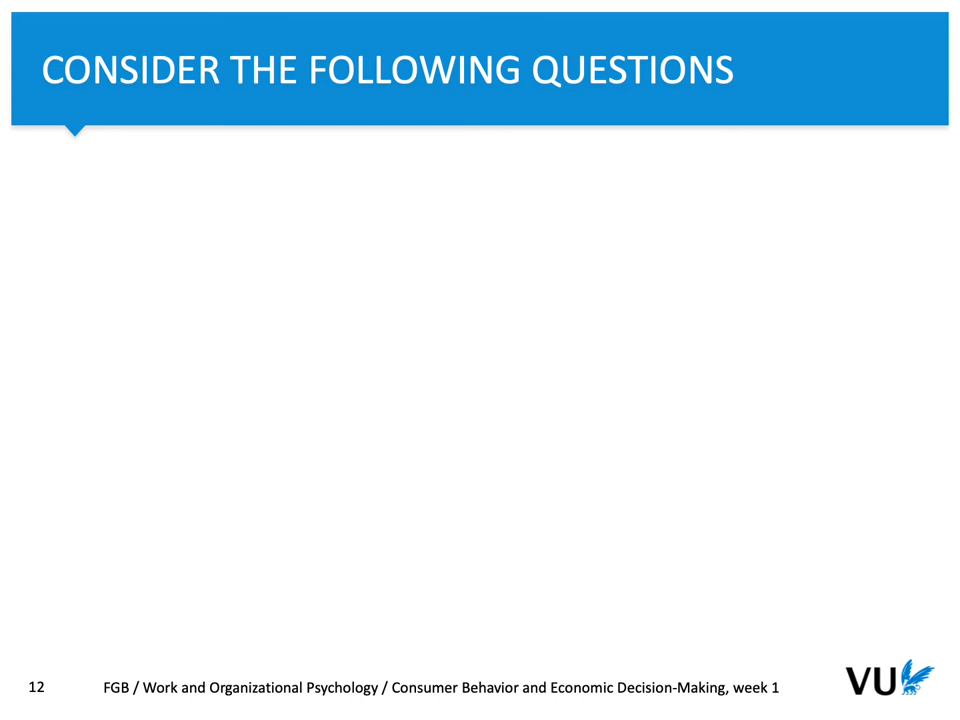 CONSIDER THE FOLLOWING QUESTIONS
12
FGB / Work and Organizational Psychology / Consumer Behavior and Economic Decision-Making, week 1
VU